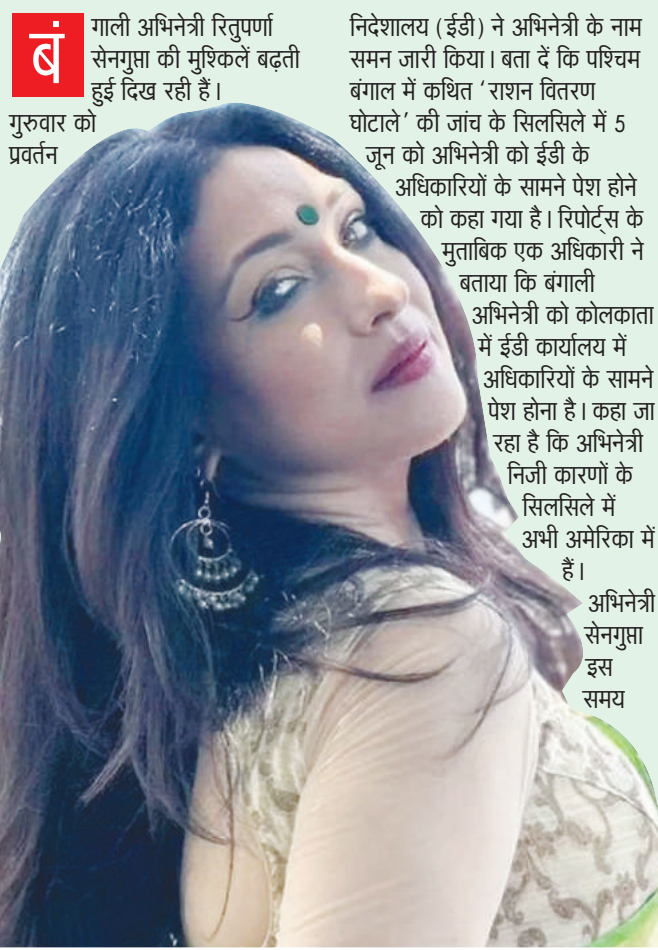 बंगाली अभिनेत्री रितुपर्णा
सेनगुप्ता की मुश्किलें बढ़ती
हुई दिख रही हैं।
गुरुवार को
प्रवर्तन
निदेशालय (ईडी) ने अभिनेत्री के नाम
समन जारी किया। बता दें कि पश्चिम
बंगाल में कथित ‘राशन वितरण
घोटाले’ की जांच के सिलसिले में 5
जून को अभिनेत्री को ईडी के
अधिकारियों के सामने पेश होने
को कहा गया है। रिपोर्ट्स के
मुताबिक एक अधिकारी ने
बताया कि बंगाली
अभिनेत्री को कोलकाता
में ईडी कार्यालय में
अधिकारियों के सामने
पेश होना है। कहा जा
रहा है कि अभिनेत्री
निजी कारणों के
सिलसिले में
अभी अमेरिका में
हैं।
अभिनेत्री
सेनगुप्ता
इस
समय